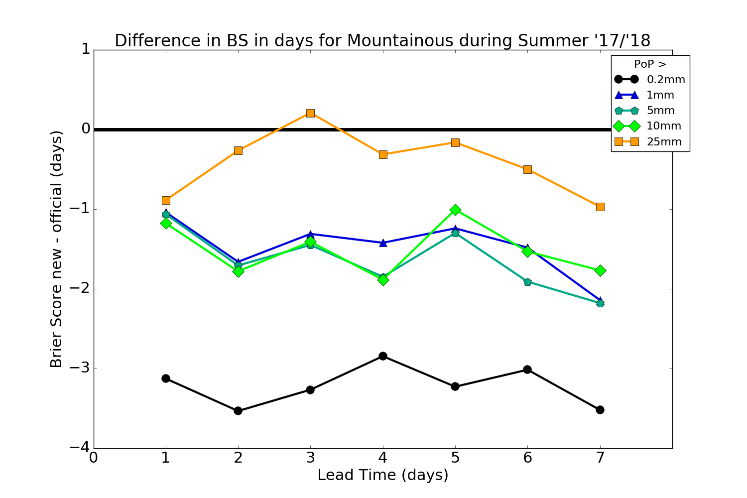 Difference in BS in days for Mountainous during Summer '17/'18
PoP >
0.2mm
1mm
5mm
10mm
25mm
1
0
−1
−2
−3
−4
Brier Score new - official (days)
0 1 2 3 4 5 6 7
Lead Time (days)